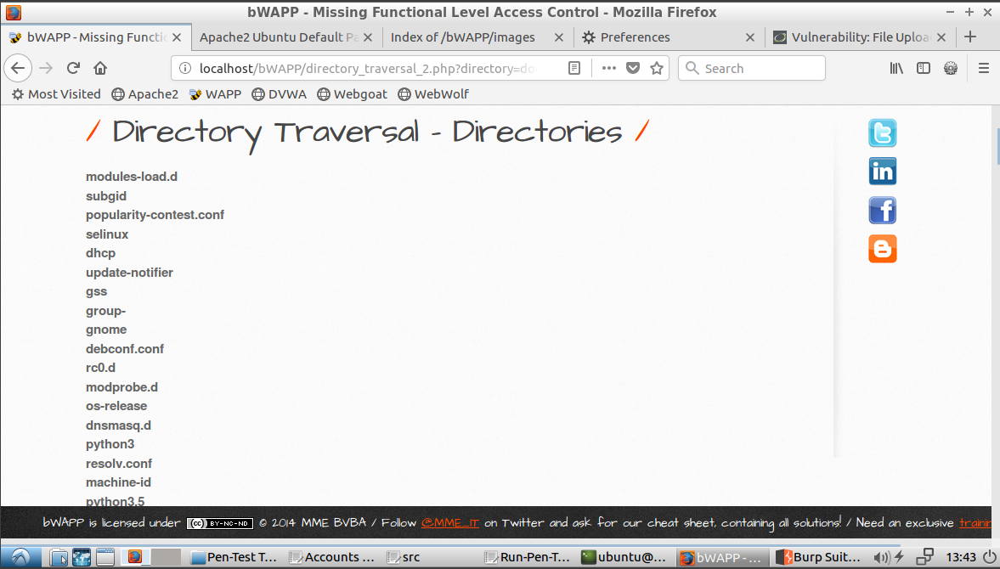 bWAPP - Missing Functional Level Access Control - Mozilla Firefox
bWAPP - Missing Functi
Apache2 Ubuntu Default Pa
Index of /bWAPP/images
Preferences
Vulnerability: File Uploa
localhost/bWAPP/directory_traversal_2.php?directory=do
Search
Most Visited
Apache2
WAPP
DVWA
Webgoat
WebWolf
/ Directory Traversal - Directories /
modules-load.d
subgid
popularity-contest.conf
selinux
dhcp
update-notifier
gss
group-
gnome
debconf.conf
rc0.d
modprobe.d
os-release
dnsmasq.d
python3
resolv.conf
machine-id
python3.5
bWAPP is licensed under (cc) BY-NC-ND © 2014 MME BVBA / Follow @MME_IT on Twitter and ask for our cheat sheet, containing all solutions! / Need an exclusive trainin
Pen-Test T...
Accounts ...
src
Run-Pen-T...
ubuntu@...
bWAPP - ...
Burp Suit...
13:43